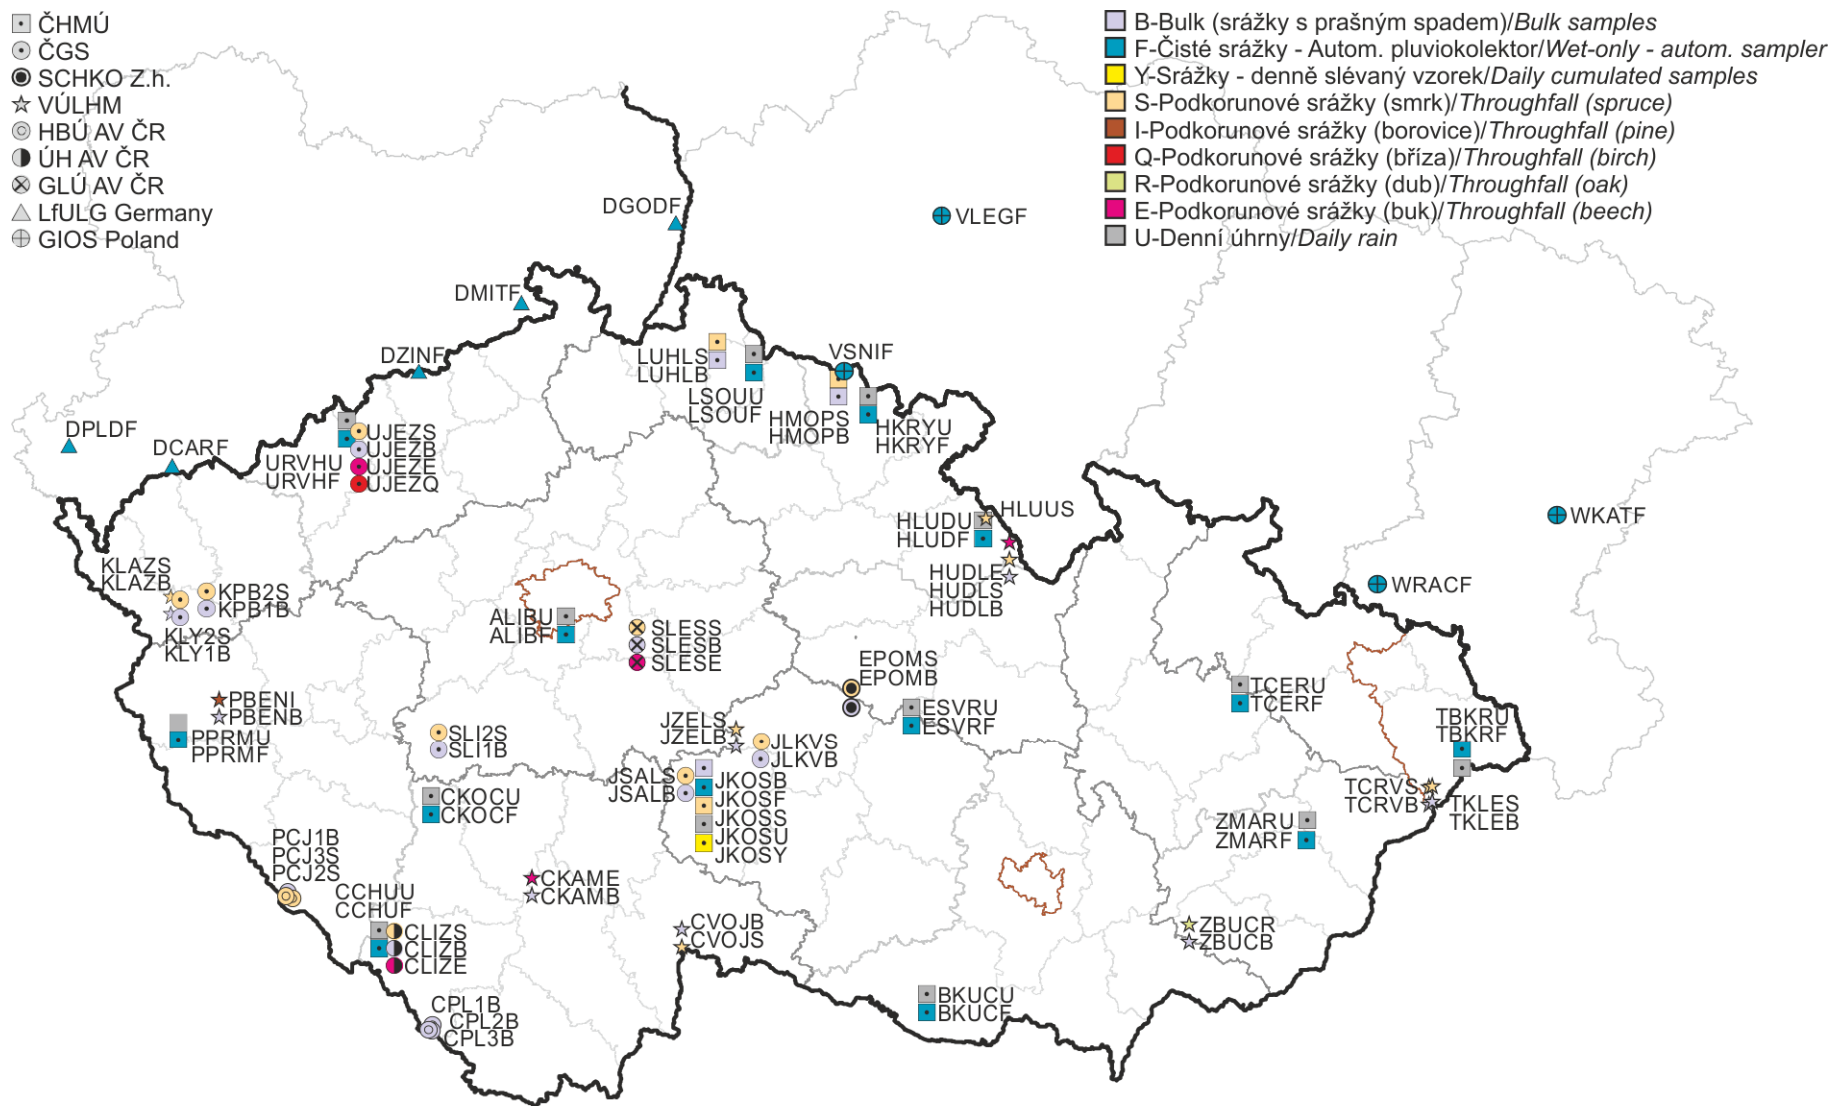 ČHMÚ
ČGS
SCHKO Z.h.
VÚLHM
HBÚ AV ČR
ÚH AV ČR
GLÚ AV ČR
LfULG Germany
GIOS Poland
B-Bulk (srážky s prašným spadem)/Bulk samples
F-Čisté srážky - Autom. pluviokolektor/Wet-only - autom. sampler
Y-Srážky - denně slévaný vzorek/Daily cumulated samples
S-Podkorunové srážky (smrk)/Throughfall (spruce)
I-Podkorunové srážky (borovice)/Throughfall (pine)
Q-Podkorunové srážky (bříza)/Throughfall (birch)
R-Podkorunové srážky (dub)/Throughfall (oak)
E-Podkorunové srážky (buk)/Throughfall (beech)
U-Denní úhrny/Daily rain
DGODF
VLEGF
DMITF
DZINF
VSNIF
LUHLS
LUHLB
LSOUU
LSOUF
HMOPS
HMOPB
HKRYU
HKRYF
DPLDF
DCARF
UJEZS
UJEZB
UJEZE
UJEZQ
URVHU
URVHF
HLUUS
HLUDU
HLUDF
HUDLE
HUDLS
HUDLB
WKATF
WRACF
KLAZS
KLAZB
KPB2S
KPB1B
KLY2S
KLY1B
ALIBU
ALIBF
SLESS
SLESB
SLESE
EPOMS
EPOMB
ESVRU
ESVRF
TCERU
TCERF
TBKRU
TBKRF
PBENI
PBENB
PPRMU
PPRMF
SLI2S
SLI1B
JZELS
JZELB
JLKVS
JLKVB
JSALS
JSALB
JKOSB
JKOSF
JKOSS
JKOSU
JKOSY
CKOCU
CKOCF
TCRVS
TCRVB
TKLES
TKLEB
ZMARU
ZMARF
PCJ1B
PCJ3S
PCJ2S
CCHUU
CCHUF
CLIZS
CLIZB
CLIZE
CKAME
CKAMB
CVOJB
CVOJS
ZBUCR
ZBUCB
BKUCU
BKUCF
CPL1B
CPL2B
CPL3B